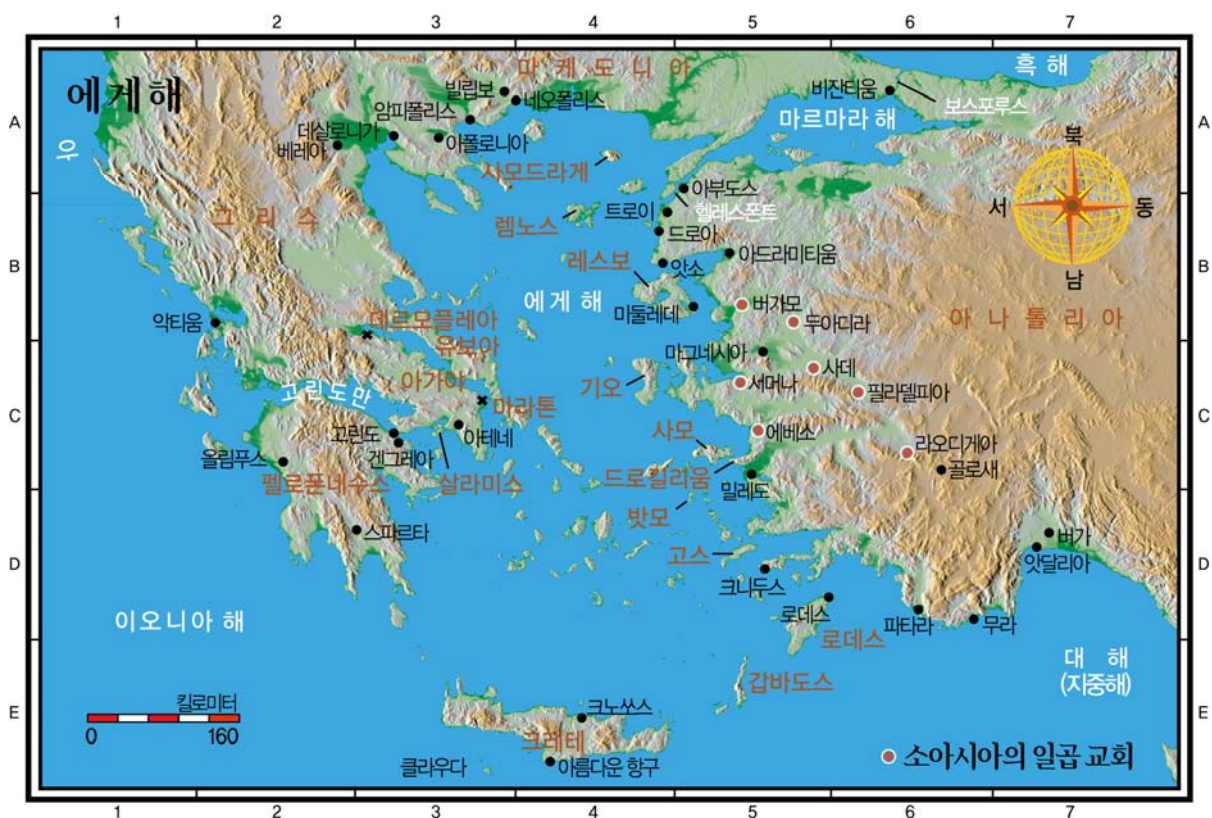 1 2 3 4 5 6 7
에게해
마케도니아
흑 해
A
A
빌립보
네오폴리스
비잔티움
보스포루스
암피폴리스
마르마라 해
데살로니가
아폴로니아
베레아
북
아
사모드라게
아부도스
서
동
그 리 스
렘노스
트로이
헬레스폰트
드로아
B
B
레스보
앗소
아드라미티움
남
에게 해
미둘레데
버가모
아 나 톨 리 아
악티움
데르모플레아
두아디라
유보아
마그네시아
사데
아가야
기오
서머나
필라델피아
고린도만
마라톤
C
C
고린도
아테네
사모
에베소
라오디게아
올림푸스
겐그레아
드로킬리움
골로새
펠로폰네수스
살라미스
밀레도
밧모
스파르타
버가
고스
앗달리아
D
D
크니두스
로데스
이오니아 해
로데스
파타라
무라
대 해
(지중해)
갑바도스
킬로미터
크노쏘스
E
E
0 160
크레테
클라우다
아름다운 항구
소아시아의 일곱 교회
1 2 3 4 5 6 7